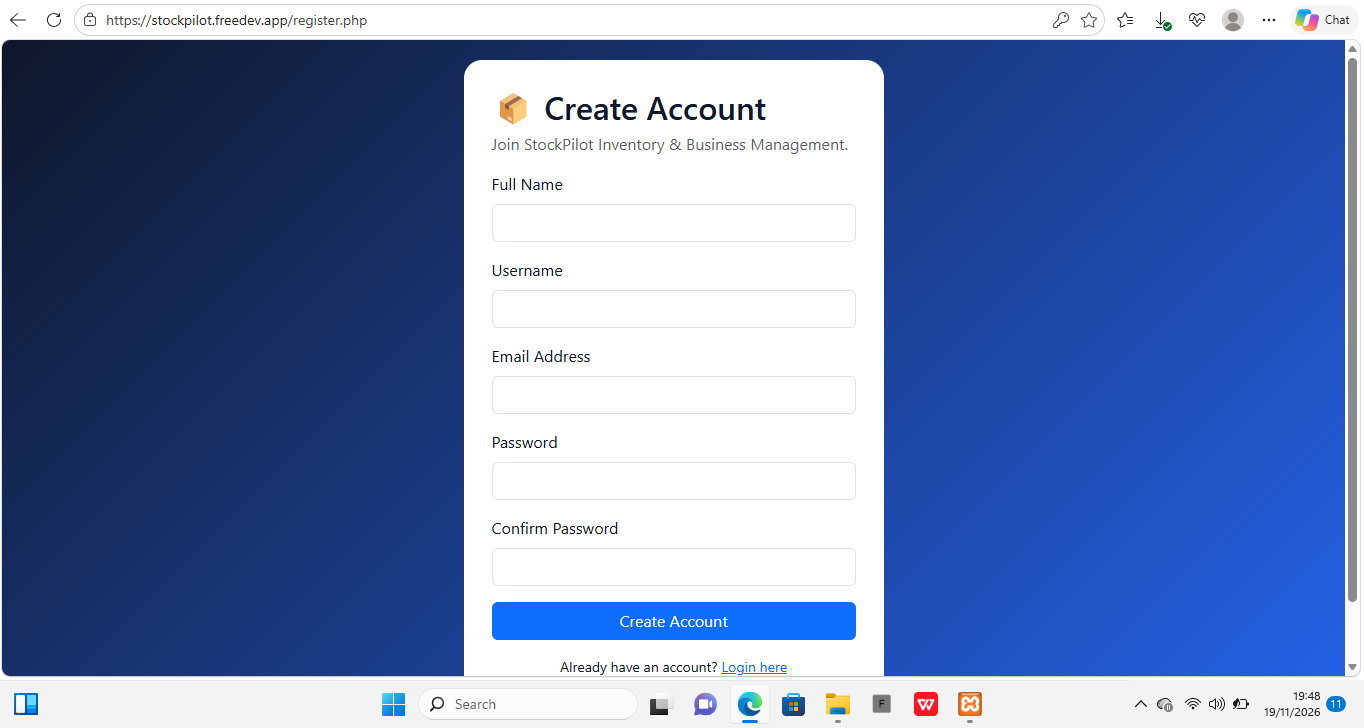 https://stockpilot.freedev.app/register.php
Chat
Create Account
Join StockPilot Inventory & Business Management.
Full Name
Username
Email Address
Password
Confirm Password
Create Account
Already have an account? Login here
Search
F
W
19:48
19/11/2026
11